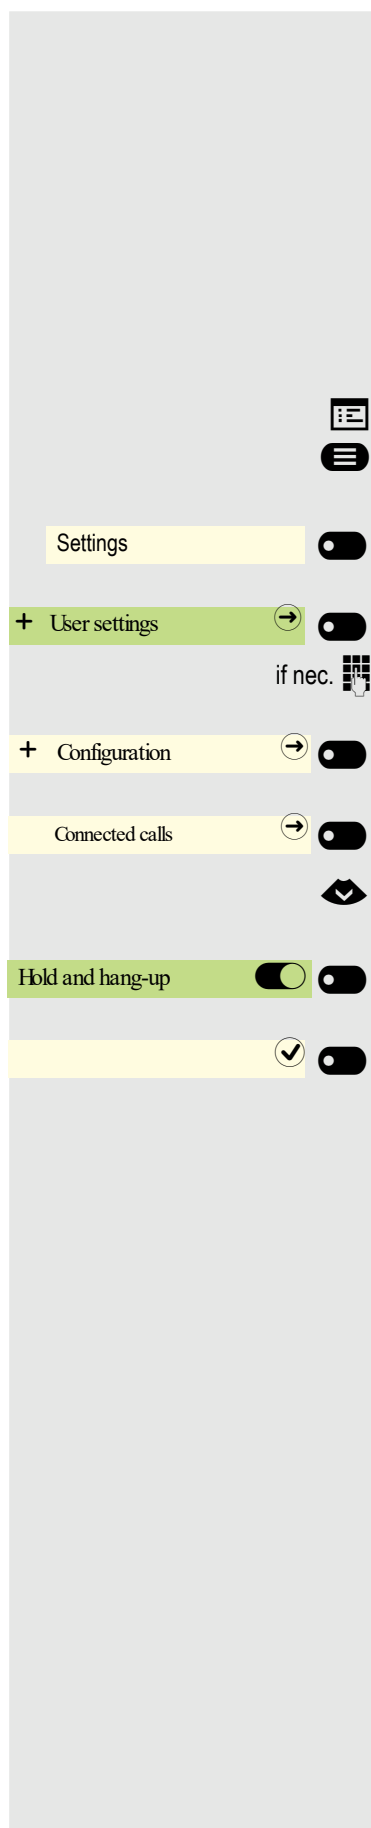 Settings
+ User settings
if nec.
+ Configuration
Connected calls
Hold and hang-up